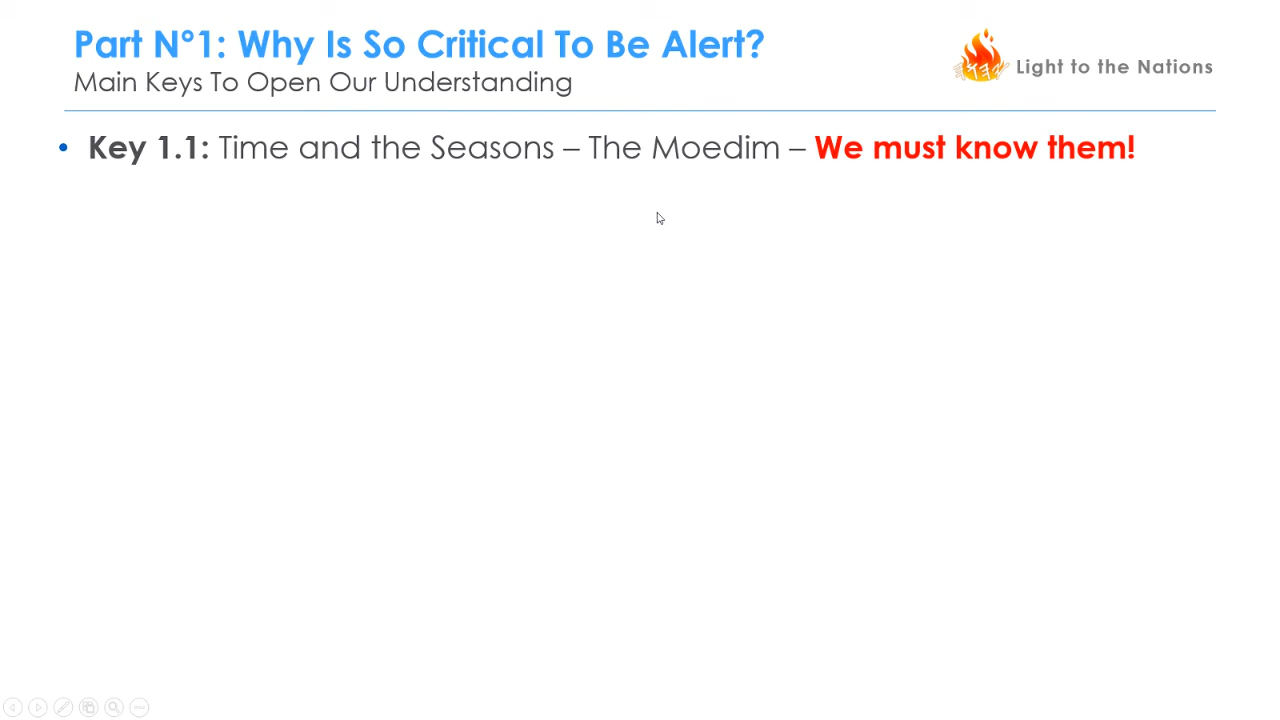 Part N°1: Why Is So Critical To Be Alert?
Main Keys To Open Our Understanding
Light to the Nations
• Key 1.1: Time and the Seasons – The Moedim – We must know them!